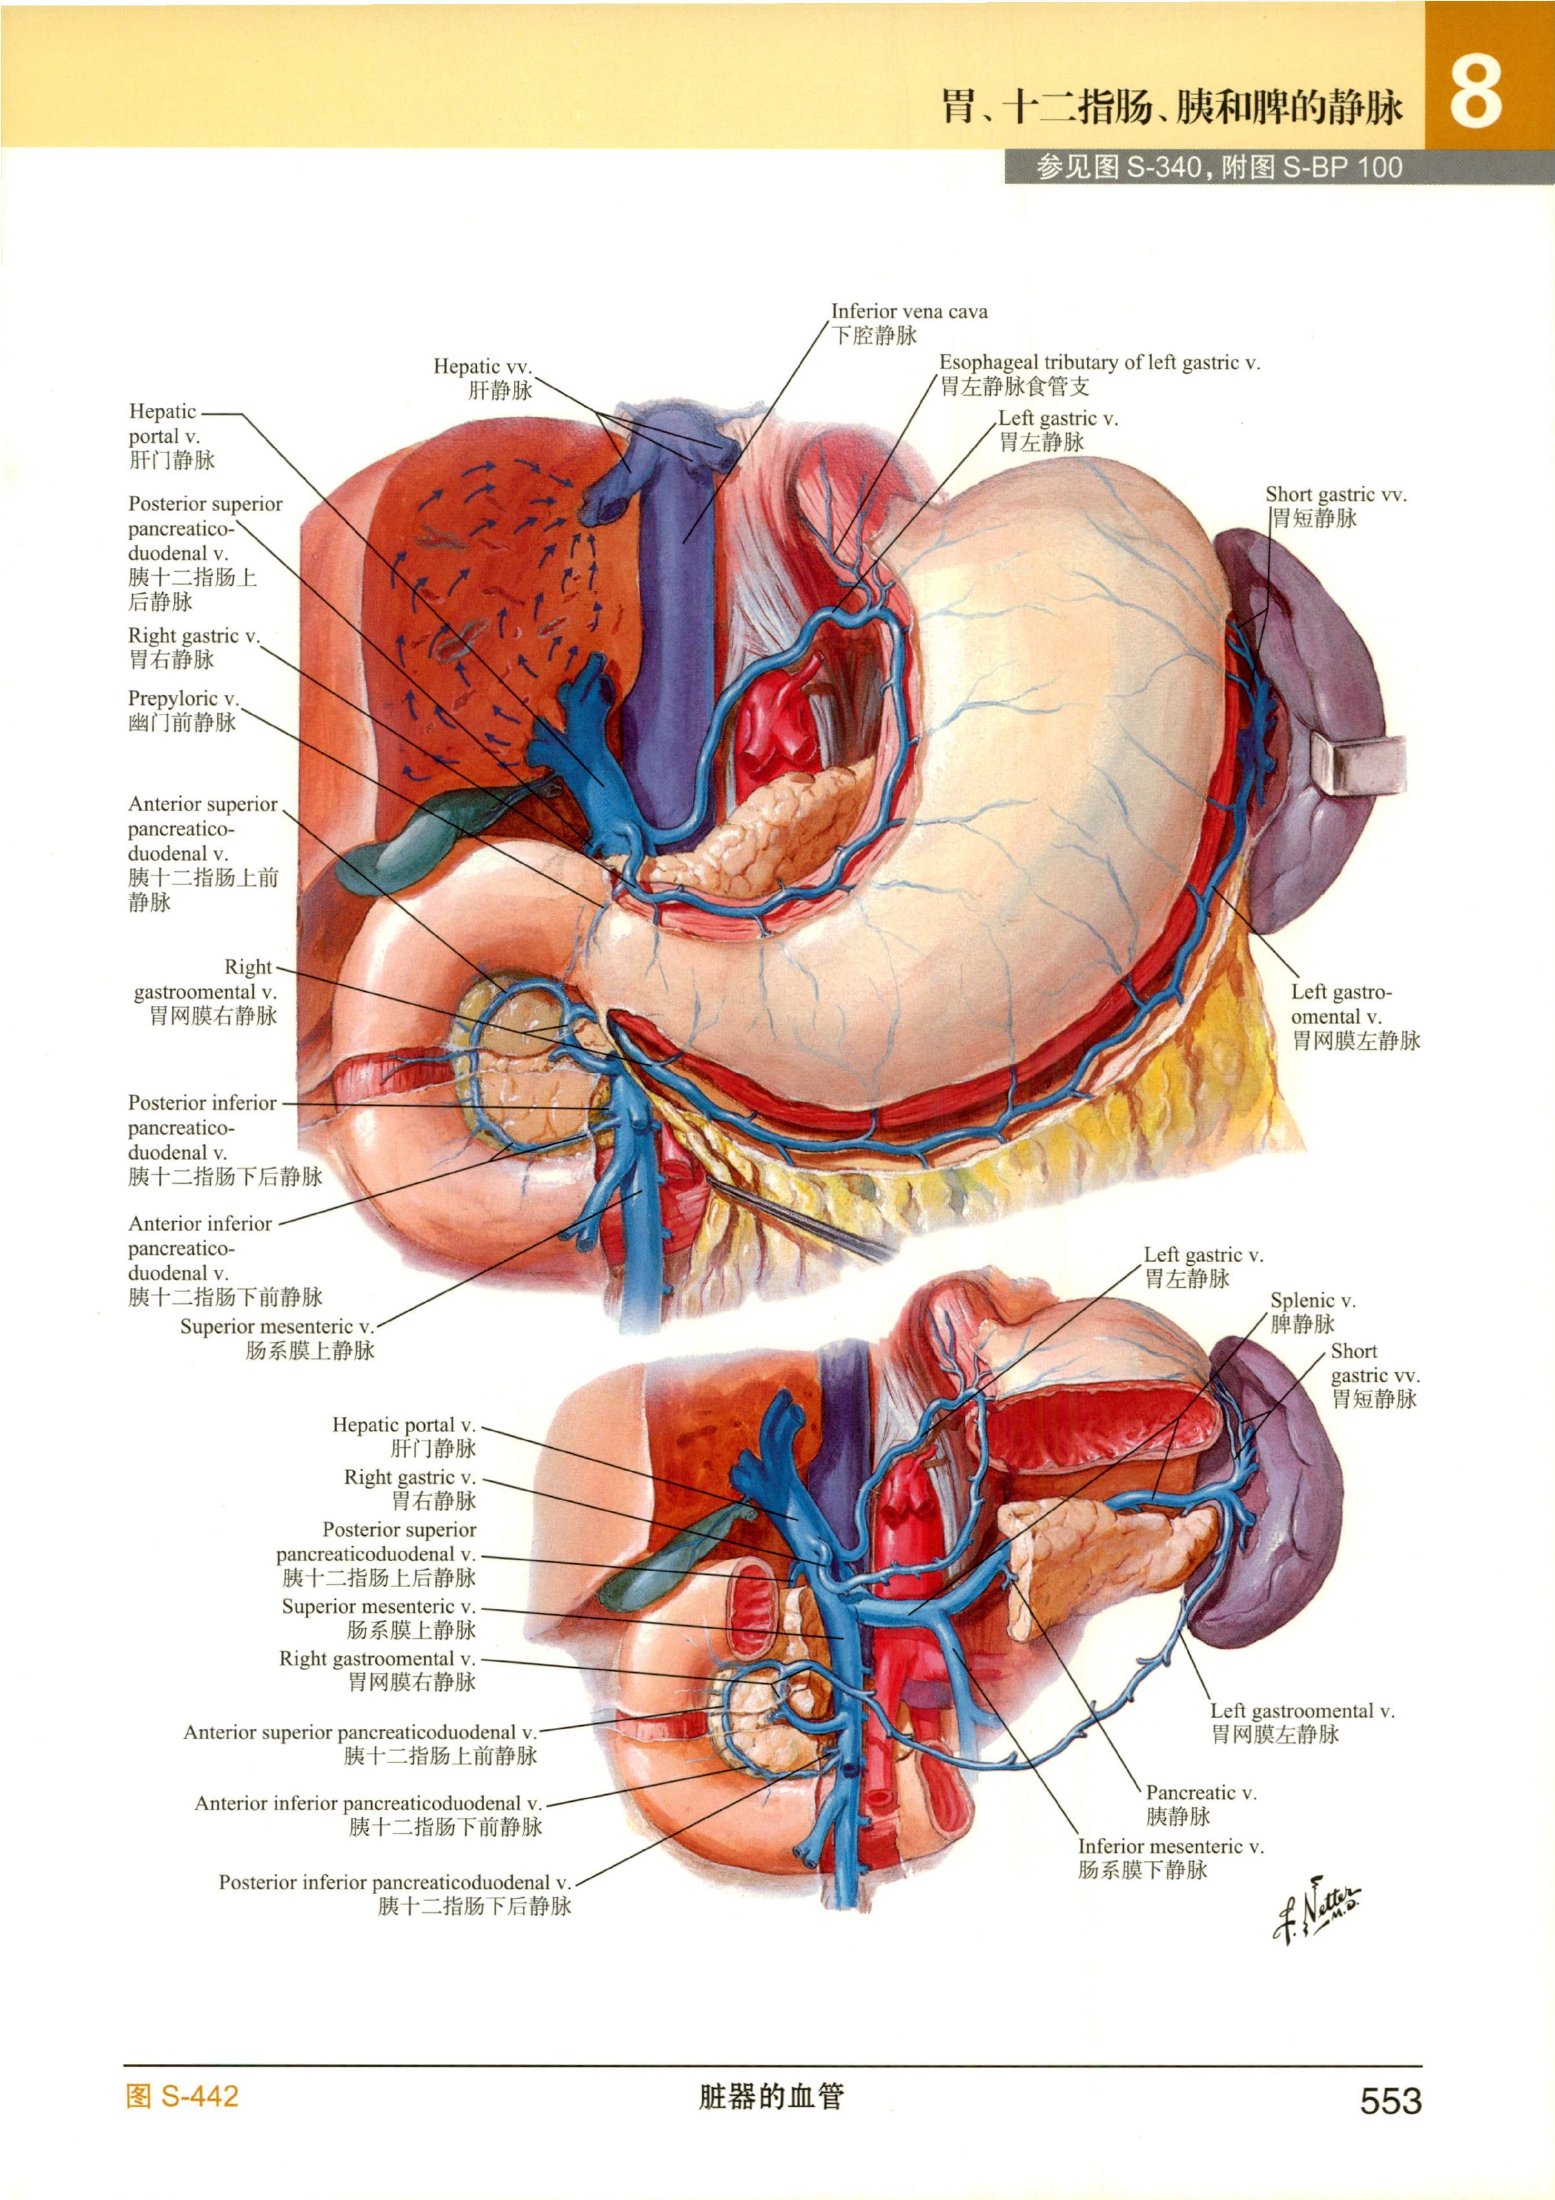 胃、十二指肠、胰和脾的静脉
8
参见图 S-340，附图 S-BP 100
Inferior vena cava
下腔静脉
Hepatic vv.
肝静脉
Esophageal tributary of left gastric v.
胃左静脉食管支
Hepatic
portal v.
肝门静脉
Left gastric v.
胃左静脉
Posterior superior
pancreatico-
duodenal v.
胰十二指肠上
后静脉
Short gastric vv.
胃短静脉
Right gastric v.
胃右静脉
Prepyloric v.
幽门前静脉
Anterior superior
pancreatico-
duodenal v.
胰十二指肠上前
静脉
Right
gastroomental v.
胃网膜右静脉
Left gastro-
omental v.
胃网膜左静脉
Posterior inferior
pancreatico-
duodenal v.
胰十二指肠下后静脉
Anterior inferior
pancreatico-
duodenal v.
胰十二指肠下前静脉
Superior mesenteric v.
肠系膜上静脉
Left gastric v.
胃左静脉
Splenic v.
脾静脉
Short
gastric vv.
胃短静脉
Hepatic portal v.
肝门静脉
Right gastric v.
胃右静脉
Posterior superior
pancreaticoduodenal v.
胰十二指肠上后静脉
Superior mesenteric v.
肠系膜上静脉
Right gastroomental v.
胃网膜右静脉
Anterior superior pancreaticoduodenal v.
胰十二指肠上前静脉
Anterior inferior pancreaticoduodenal v.
胰十二指肠下前静脉
Posterior inferior pancreaticoduodenal v.
胰十二指肠下后静脉
Left gastroomental v.
胃网膜左静脉
Pancreatic v.
胰静脉
Inferior mesenteric v.
肠系膜下静脉
F. Netter
M.D.
图 S-442
脏器的血管
553